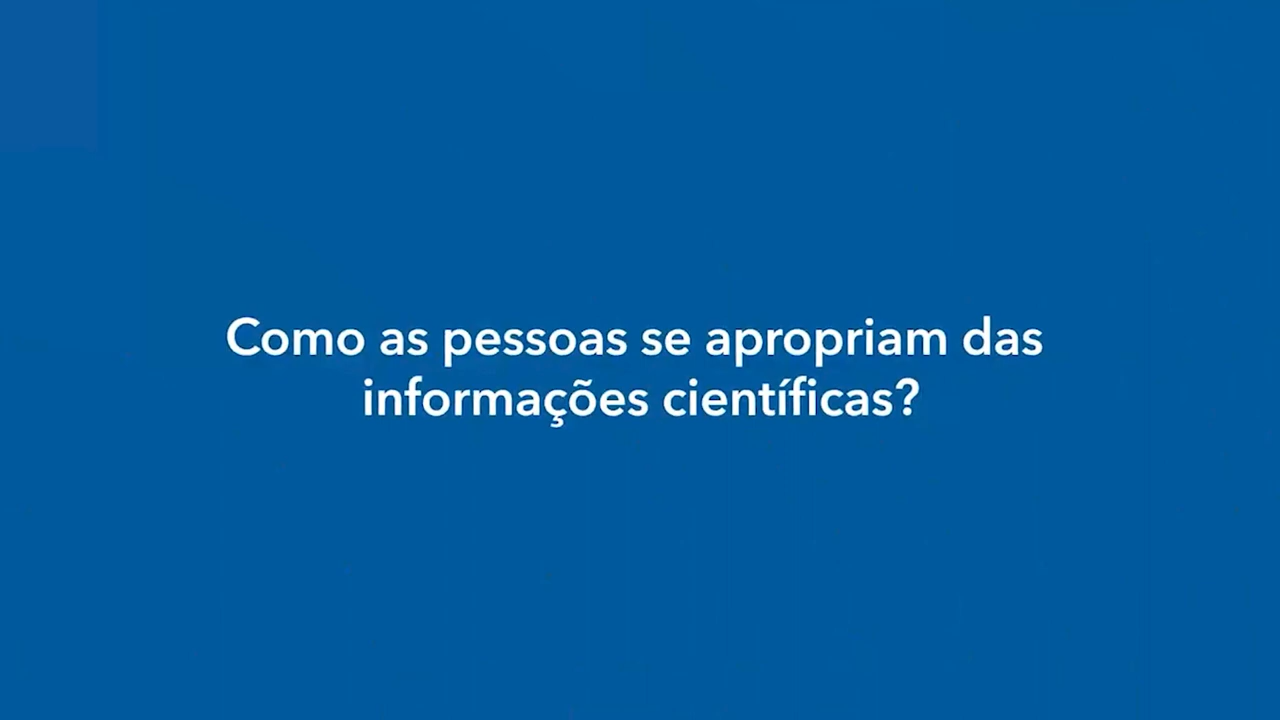 Como as pessoas se apropriam das
informações científicas?